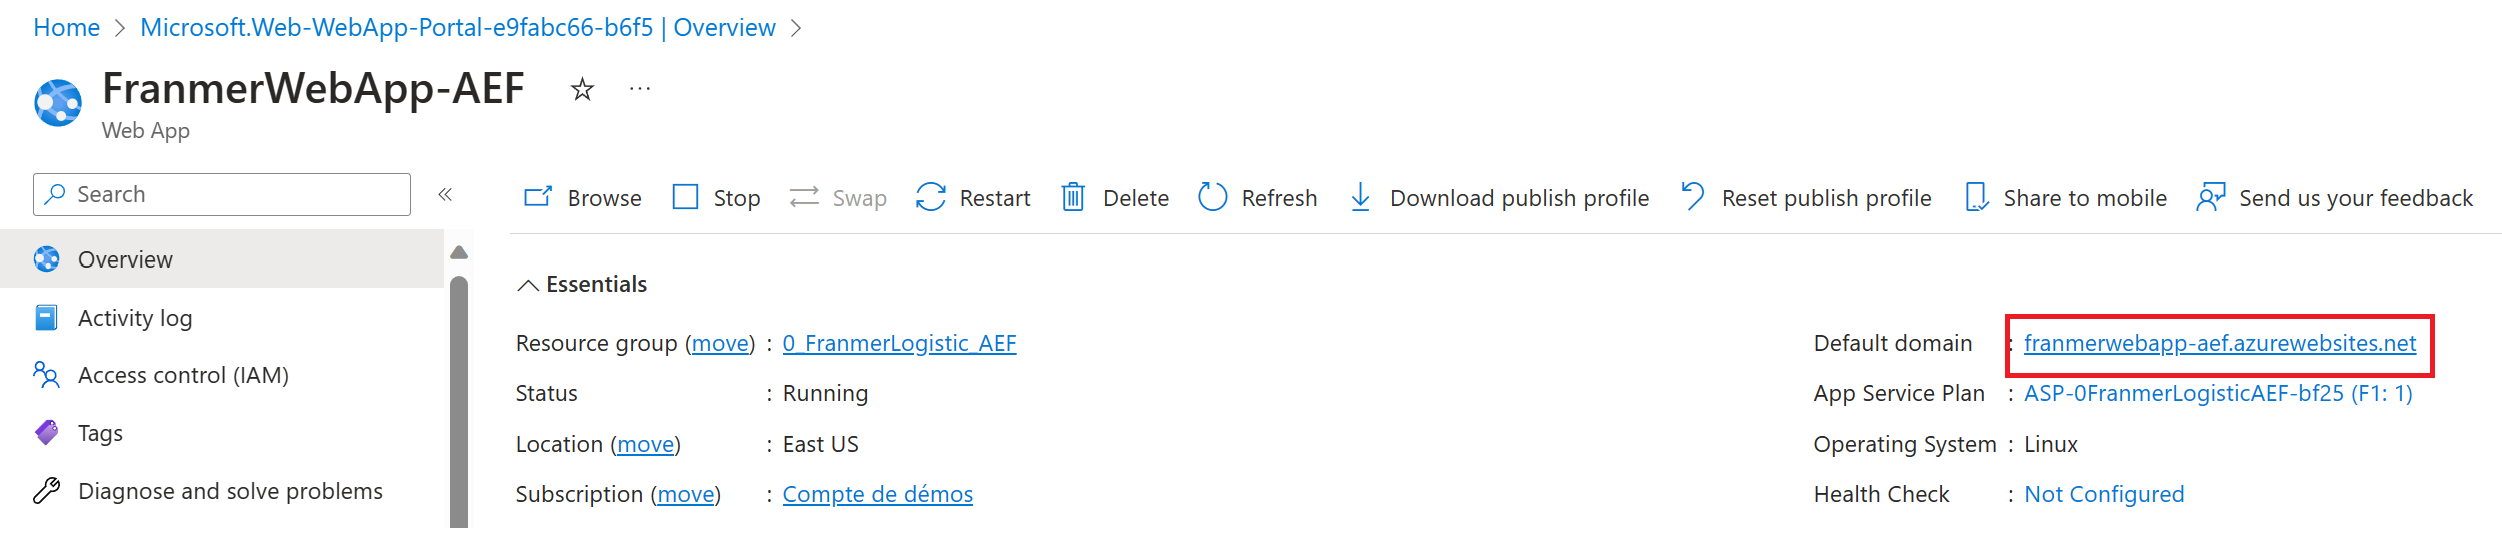 Home > Microsoft.Web-WebApp-Portal-e9fabc66-b6f5 | Overview >
FranmerWebApp-AEF ...
Web App
Search «
Browse Stop Swap Restart Delete Refresh Download publish profile Reset publish profile Share to mobile Send us your feedback
Overview
Activity log
Access control (IAM)
Tags
Diagnose and solve problems
Essentials
Resource group (move) : 0_FranmerLogistic_AEF
Status : Running
Location (move) : East US
Subscription (move) : Compte de démos
Default domain : franmerwebapp-aef.azurewebsites.net
App Service Plan : ASP-0FranmerLogisticAEF-bf25 (F1: 1)
Operating System : Linux
Health Check : Not Configured